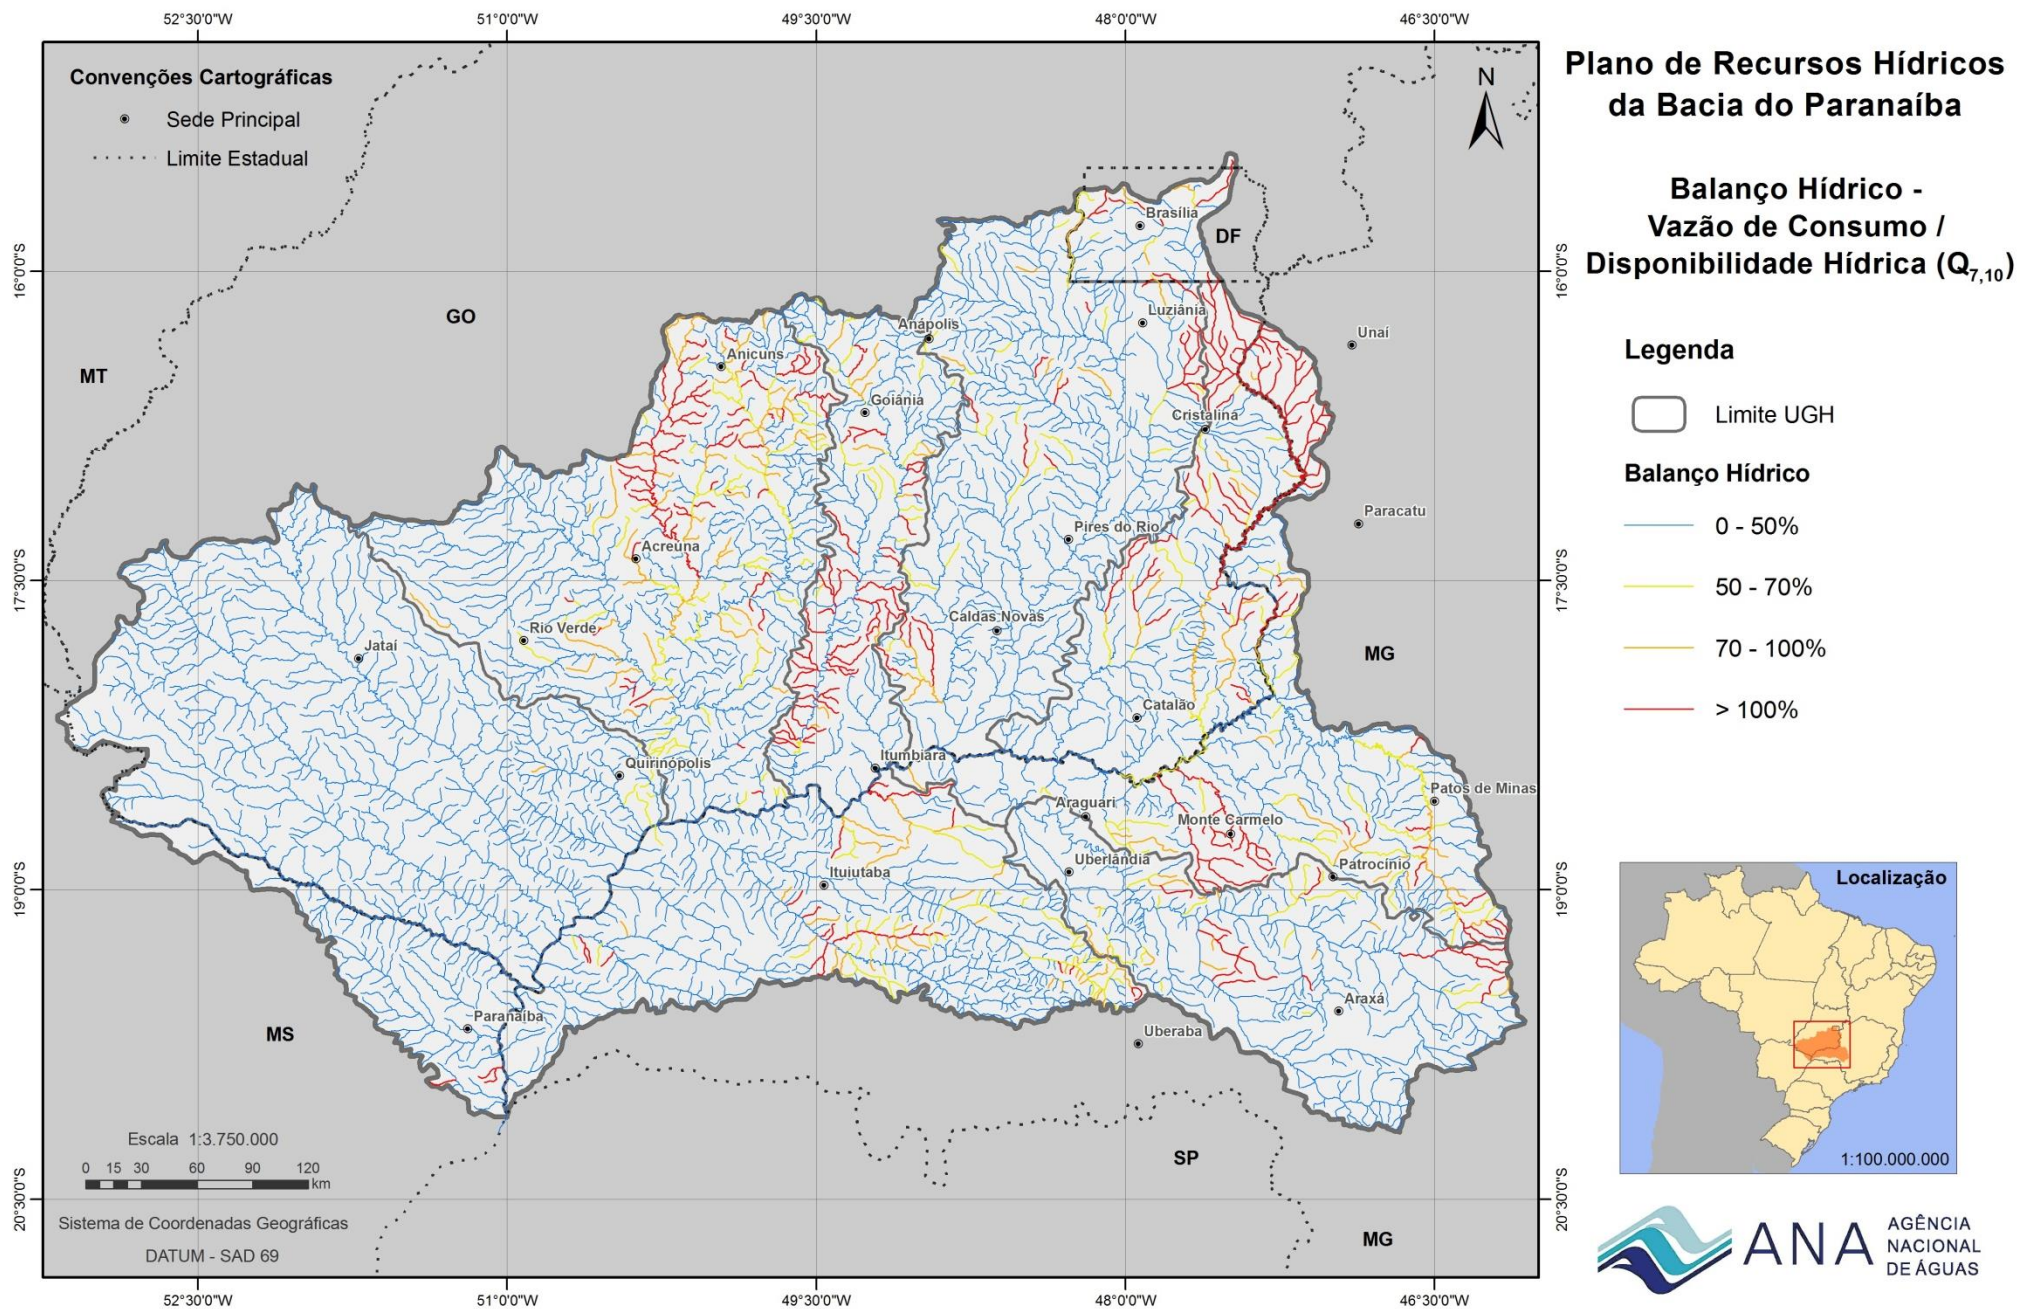 52°30'0"W
51°0'0"W
49°30'0"W
48°0'0"W
46°30'0"W
Convenções Cartográficas
Sede Principal
Limite Estadual
N
Plano de Recursos Hídricos
da Bacia do Paranaíba
Balanço Hídrico -
Vazão de Consumo /
Disponibilidade Hídrica (Q7,10)
Legenda
Limite UGH
Balanço Hídrico
0 - 50%
50 - 70%
70 - 100%
> 100%
16°0'0"S
17°30'0"S
19°0'0"S
20°30'0"S
16°0'0"S
17°30'0"S
19°0'0"S
20°30'0"S
Brasília
DF
GO
Luziânia
Unaí
Anápolis
Anicuns
MT
Goiânia
Cristalina
Paracatu
Pires do Rio
Acreuna
Caldas Novas
Rio Verde
Jataí
MG
Catalão
Itumbiara
Quirinópolis
Patos de Minas
Araguari
Monte Carmelo
Uberlândia
Patrocínio
Ituiutaba
Araxá
Paranaíba
MS
Uberaba
SP
MG
Escala 1:3.750.000
0 15 30 60 90 120
km
Sistema de Coordenadas Geográficas
DATUM - SAD 69
Localização
1:100.000.000
ANA
AGÊNCIA
NACIONAL
DE ÁGUAS
52°30'0"W
51°0'0"W
49°30'0"W
48°0'0"W
46°30'0"W